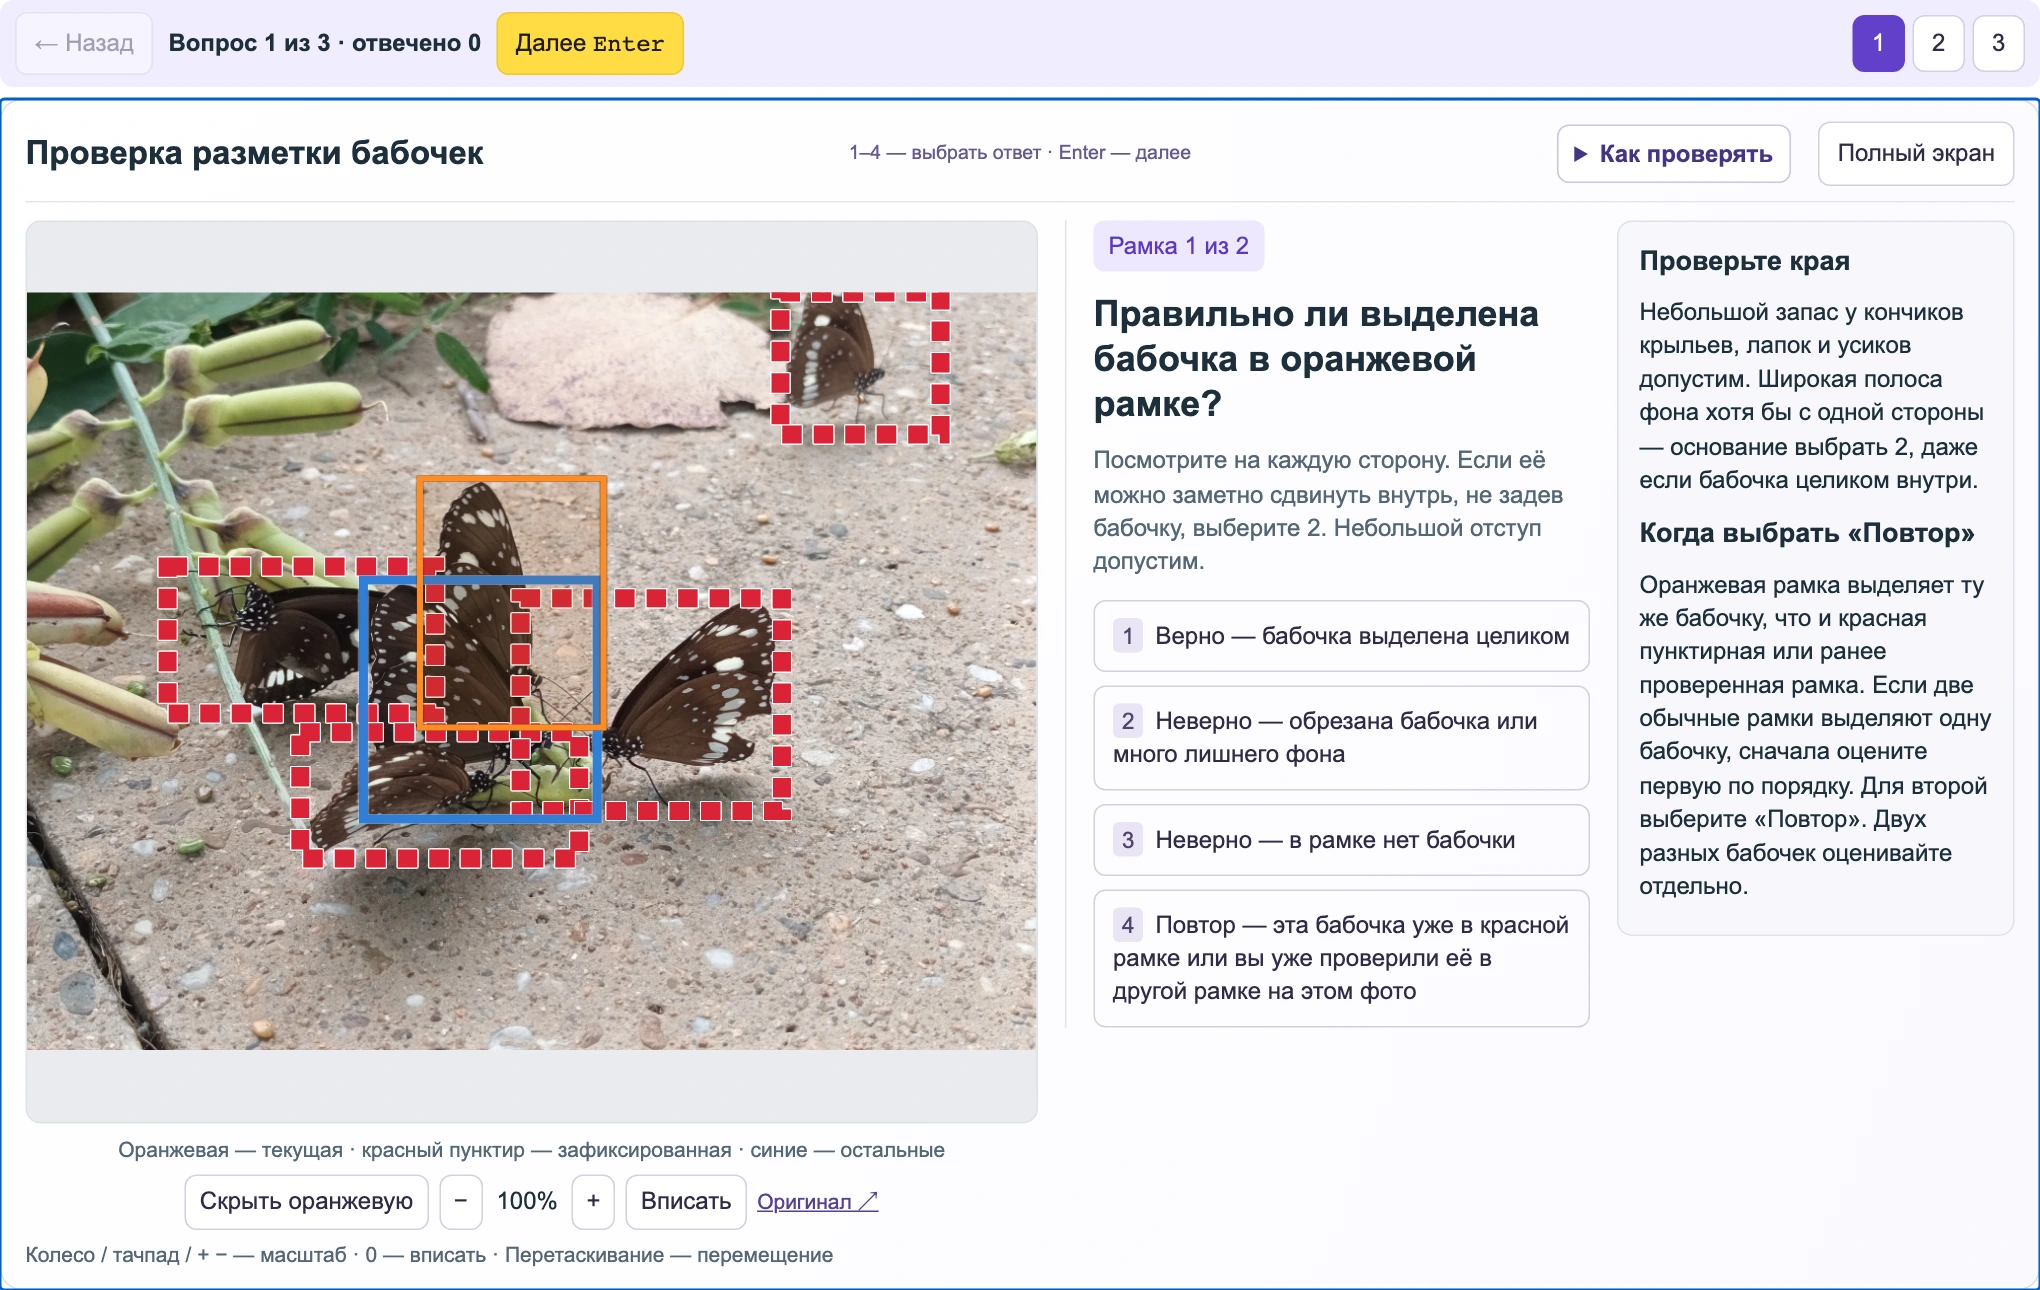 ← Назад
Вопрос 1 из 3 · отвечено 0
Далее Enter
1
2
3
Проверка разметки бабочек
1–4 — выбрать ответ · Enter — далее
▶ Как проверять
Полный экран
Рамка 1 из 2
Правильно ли выделена
бабочка в оранжевой
рамке?
Посмотрите на каждую сторону. Если её
можно заметно сдвинуть внутрь, не задев
бабочку, выберите 2. Небольшой отступ
допустим.
1 Верно — бабочка выделена целиком
2 Неверно — обрезана бабочка или
много лишнего фона
3 Неверно — в рамке нет бабочки
4 Повтор — эта бабочка уже в красной
рамке или вы уже проверили её в
другой рамке на этом фото
Проверьте края
Небольшой запас у кончиков
крыльев, лапок и усиков
допустим. Широкая полоса
фона хотя бы с одной стороны
— основание выбрать 2, даже
если бабочка целиком внутри.
Когда выбрать «Повтор»
Оранжевая рамка выделяет ту
же бабочку, что и красная
пунктирная или ранее
проверенная рамка. Если две
обычные рамки выделяют одну
бабочку, сначала оцените
первую по порядку. Для второй
выберите «Повтор». Двух
разных бабочек оценивайте
отдельно.
Оранжевая — текущая · красный пунктир — зафиксированная · синие — остальные
Скрыть оранжевую
−
100%
+
Вписать
Оригинал ↗
Колесо / тачпад / + − — масштаб · 0 — вписать · Перетаскивание — перемещение